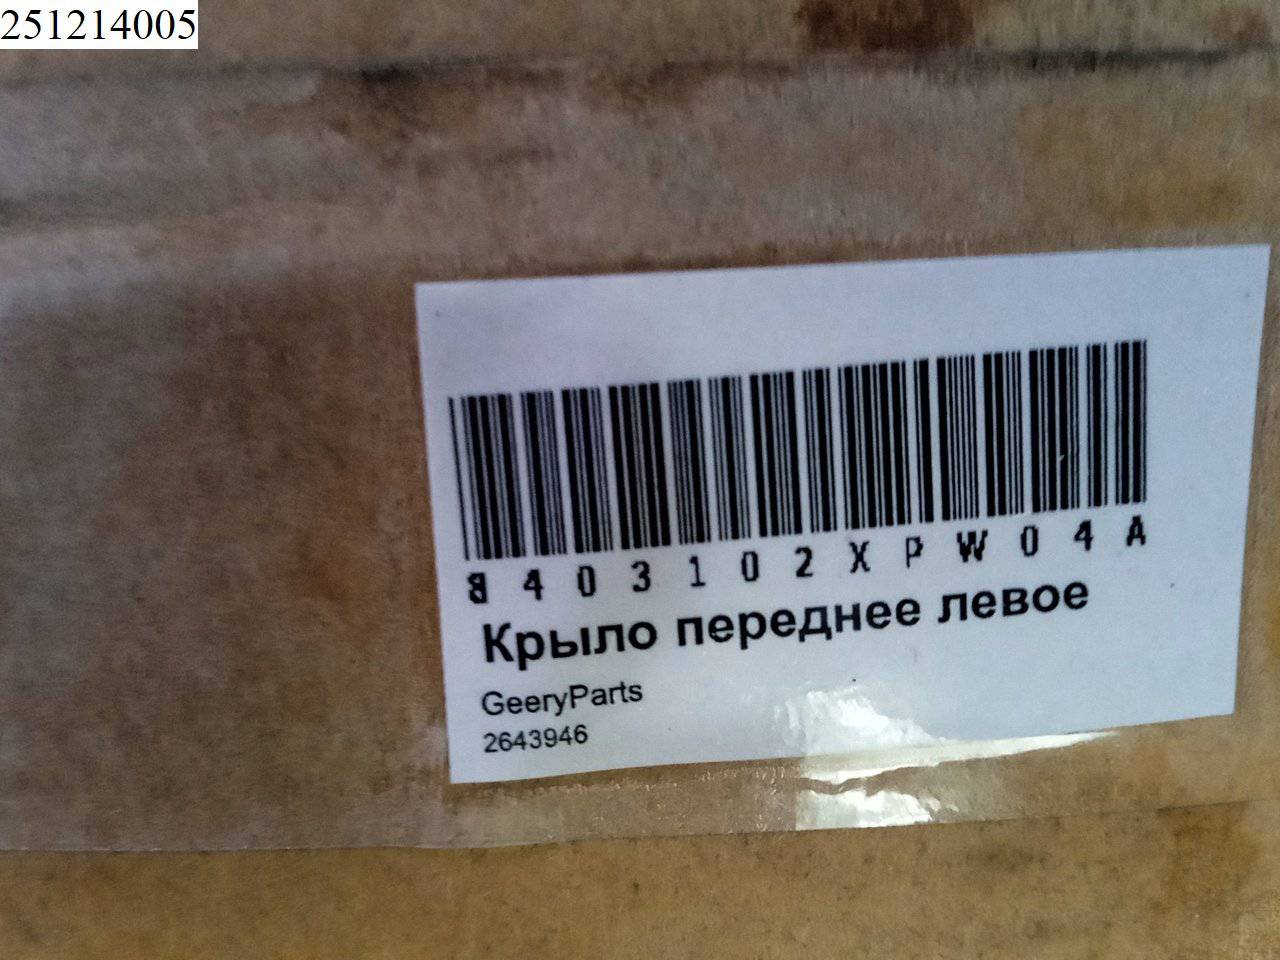 251214005
8403102XPW04A
Крыло переднее левое
GeeryParts
2643946